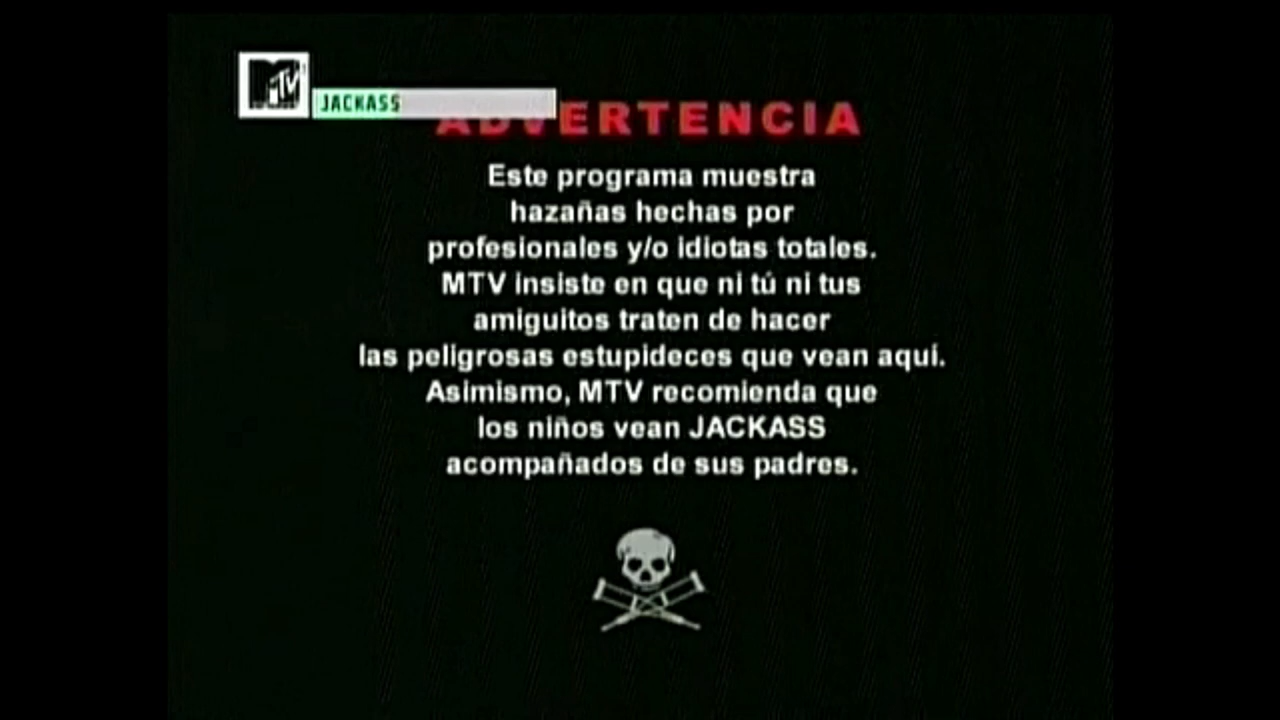 MTV
JACKASS
ADVERTENCIA
Este programa muestra
hazañas hechas por
profesionales y/o idiotas totales.
MTV insiste en que ni tú ni tus
amiguitos traten de hacer
las peligrosas estupideces que vean aquí.
Asimismo, MTV recomienda que
los niños vean JACKASS
acompañados de sus padres.